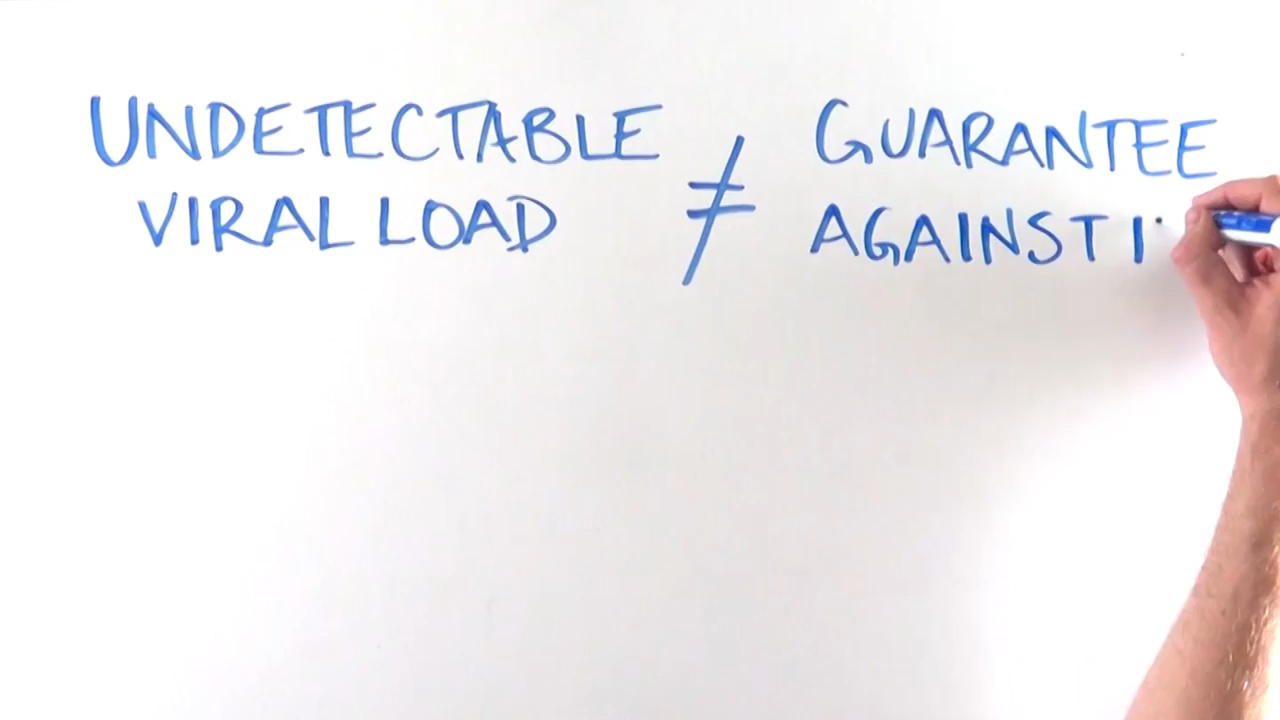 UNDETECTABLE
VIRAL LOAD
≠
GUARANTEE
AGAINST I